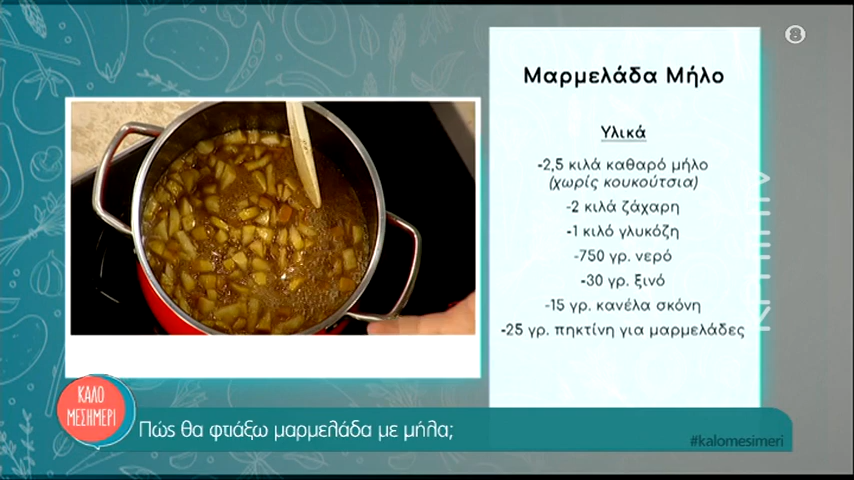 8
Μαρμελάδα Μήλο
Υλικά
-2,5 κιλά καθαρό μήλο
(χωρίς κουκούτσια)
-2 κιλά ζάχαρη
-1 κιλό γλυκόζη
-750 γρ. νερό
-30 γρ. ξινό
-15 γρ. κανέλα σκόνη
-25 γρ. πηκτίνη για μαρμελάδες
ΚΑΛΟ
ΜΕΣΗΜΕΡΙ
Πώς θα φτιάξω μαρμελάδα με μήλα;
#kalomesimeri